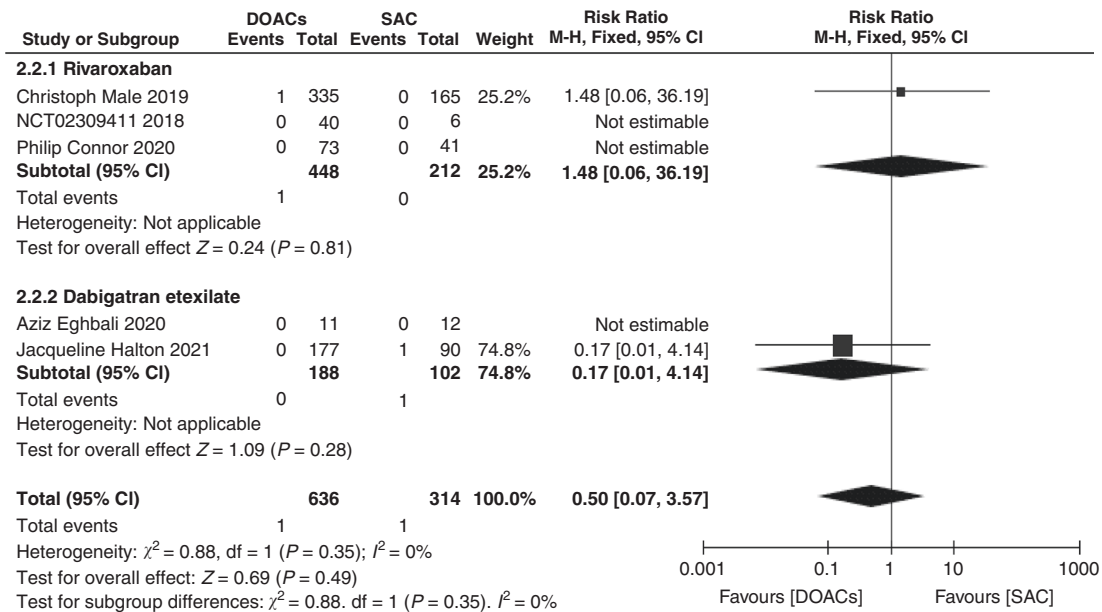 DOACs SAC Risk Ratio Risk Ratio
Study or Subgroup Events Total Events Total Weight M-H, Fixed, 95% CI M-H, Fixed, 95% CI
2.2.1 Rivaroxaban
Christoph Male 2019 1 335 0 165 25.2% 1.48 [0.06, 36.19]
NCT02309411 2018 0 40 0 6 Not estimable
Philip Connor 2020 0 73 0 41 Not estimable
Subtotal (95% CI) 448 212 25.2% 1.48 [0.06, 36.19]
Total events 1 0
Heterogeneity: Not applicable
Test for overall effect Z = 0.24 (P = 0.81)
2.2.2 Dabigatran etexilate
Aziz Eghbali 2020 0 11 0 12 Not estimable
Jacqueline Halton 2021 0 177 1 90 74.8% 0.17 [0.01, 4.14]
Subtotal (95% CI) 188 102 74.8% 0.17 [0.01, 4.14]
Total events 0 1
Heterogeneity: Not applicable
Test for overall effect Z = 1.09 (P = 0.28)
Total (95% CI) 636 314 100.0% 0.50 [0.07, 3.57]
Total events 1 1
Heterogeneity: χ² = 0.88, df = 1 (P = 0.35); I² = 0%
Test for overall effect: Z = 0.69 (P = 0.49)
Test for subgroup differences: χ² = 0.88. df = 1 (P = 0.35). I² = 0%
0.001 0.1 1 10 1000
Favours [DOACs] Favours [SAC]